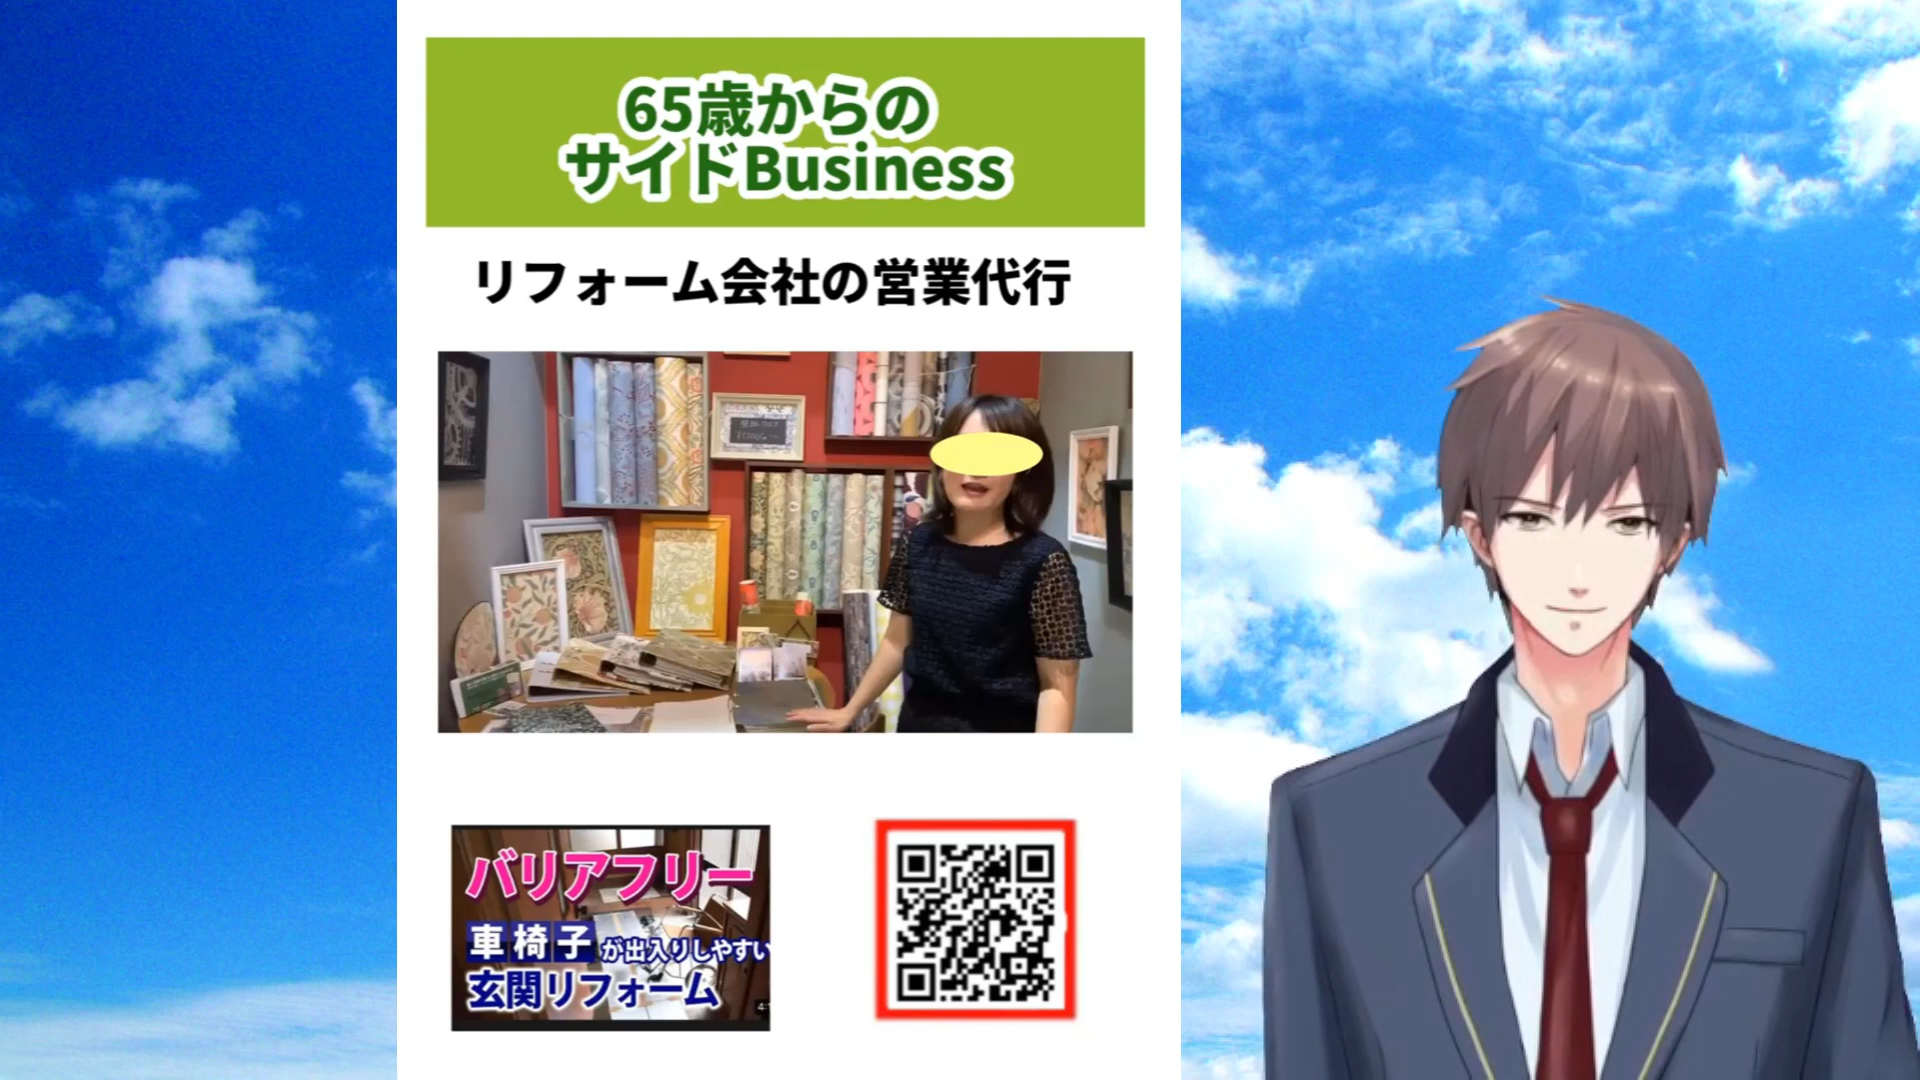 65歳からの
サイドBusiness
リフォーム会社の営業代行
バリアフリー
車椅子が出入りしやすい
玄関リフォーム